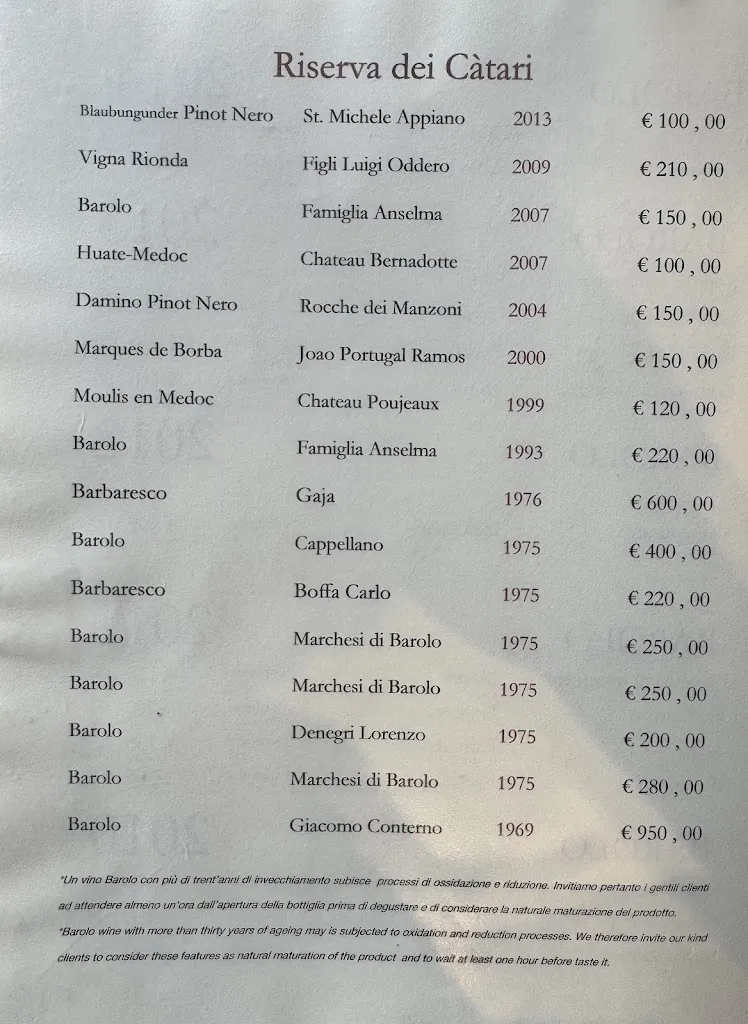 Riserva dei Càtari
Blaubungunder Pinot Nero St. Michele Appiano 2013 € 100 , 00
Vigna Rionda Figli Luigi Oddero 2009 € 210 , 00
Barolo Famiglia Anselma 2007 € 150 , 00
Huate-Medoc Chateau Bernadotte 2007 € 100 , 00
Damino Pinot Nero Rocche dei Manzoni 2004 € 150 , 00
Marques de Borba Joao Portugal Ramos 2000 € 150 , 00
Moulis en Medoc Chateau Poujeaux 1999 € 120 , 00
Barolo Famiglia Anselma 1993 € 220 , 00
Barbaresco Gaja 1976 € 600 , 00
Barolo Cappellano 1975 € 400 , 00
Barbaresco Boffa Carlo 1975 € 220 , 00
Barolo Marchesi di Barolo 1975 € 250 , 00
Barolo Marchesi di Barolo 1975 € 250 , 00
Barolo Denegri Lorenzo 1975 € 200 , 00
Barolo Marchesi di Barolo 1975 € 280 , 00
Barolo Giacomo Conterno 1969 € 950 , 00
*Un vino Barolo con più di trent'anni di invecchiamento subisce processi di ossidazione e riduzione. Invitiamo pertanto i gentili clienti
ad attendere almeno un'ora dall'apertura della bottiglia prima di degustare e di considerare la naturale maturazione del prodotto.
*Barolo wine with more than thirty years of ageing may is subjected to oxidation and reduction processes. We therefore invite our kind
clients to consider these features as natural maturation of the product and to wait at least one hour before taste it.